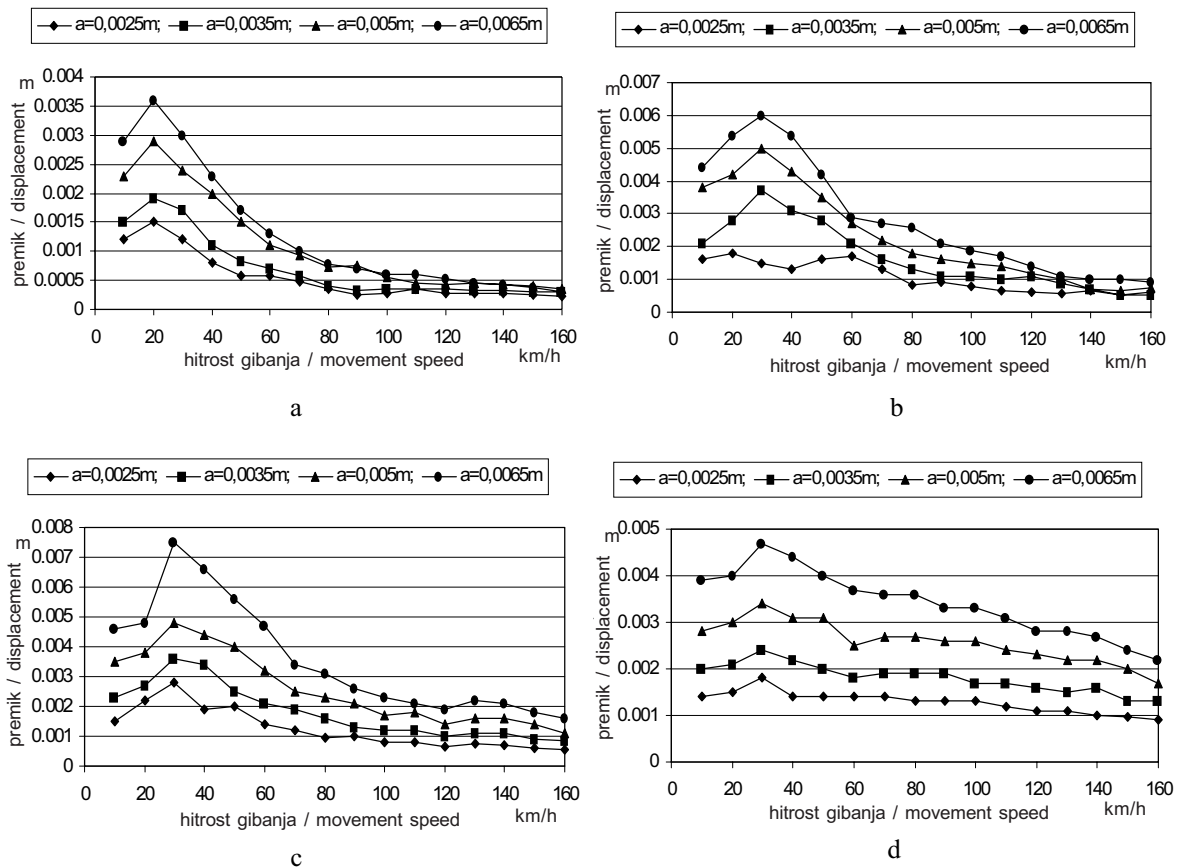 a=0,0025m; a=0,0035m; a=0,005m; a=0,0065m
premik / displacement
m
0.004
0.0035
0.003
0.0025
0.002
0.0015
0.001
0.0005
0
0 20 40 60 80 100 120 140 160
hitrost gibanja / movement speed
km/h
a
a=0,0025m; a=0,0035m; a=0,005m; a=0,0065m
premik / displacement
m
0.007
0.006
0.005
0.004
0.003
0.002
0.001
0
0 20 40 60 80 100 120 140 160
hitrost gibanja / movement speed
km/h
b
a=0,0025m; a=0,0035m; a=0,005m; a=0,0065m
premik / displacement
m
0.008
0.007
0.006
0.005
0.004
0.003
0.002
0.001
0
0 20 40 60 80 100 120 140 160
hitrost gibanja / movement speed
km/h
c
a=0,0025m; a=0,0035m; a=0,005m; a=0,0065m
premik / displacement
m
0.005
0.004
0.003
0.002
0.001
0
0 20 40 60 80 100 120 140 160
hitrost gibanja / movement speed
km/h
d